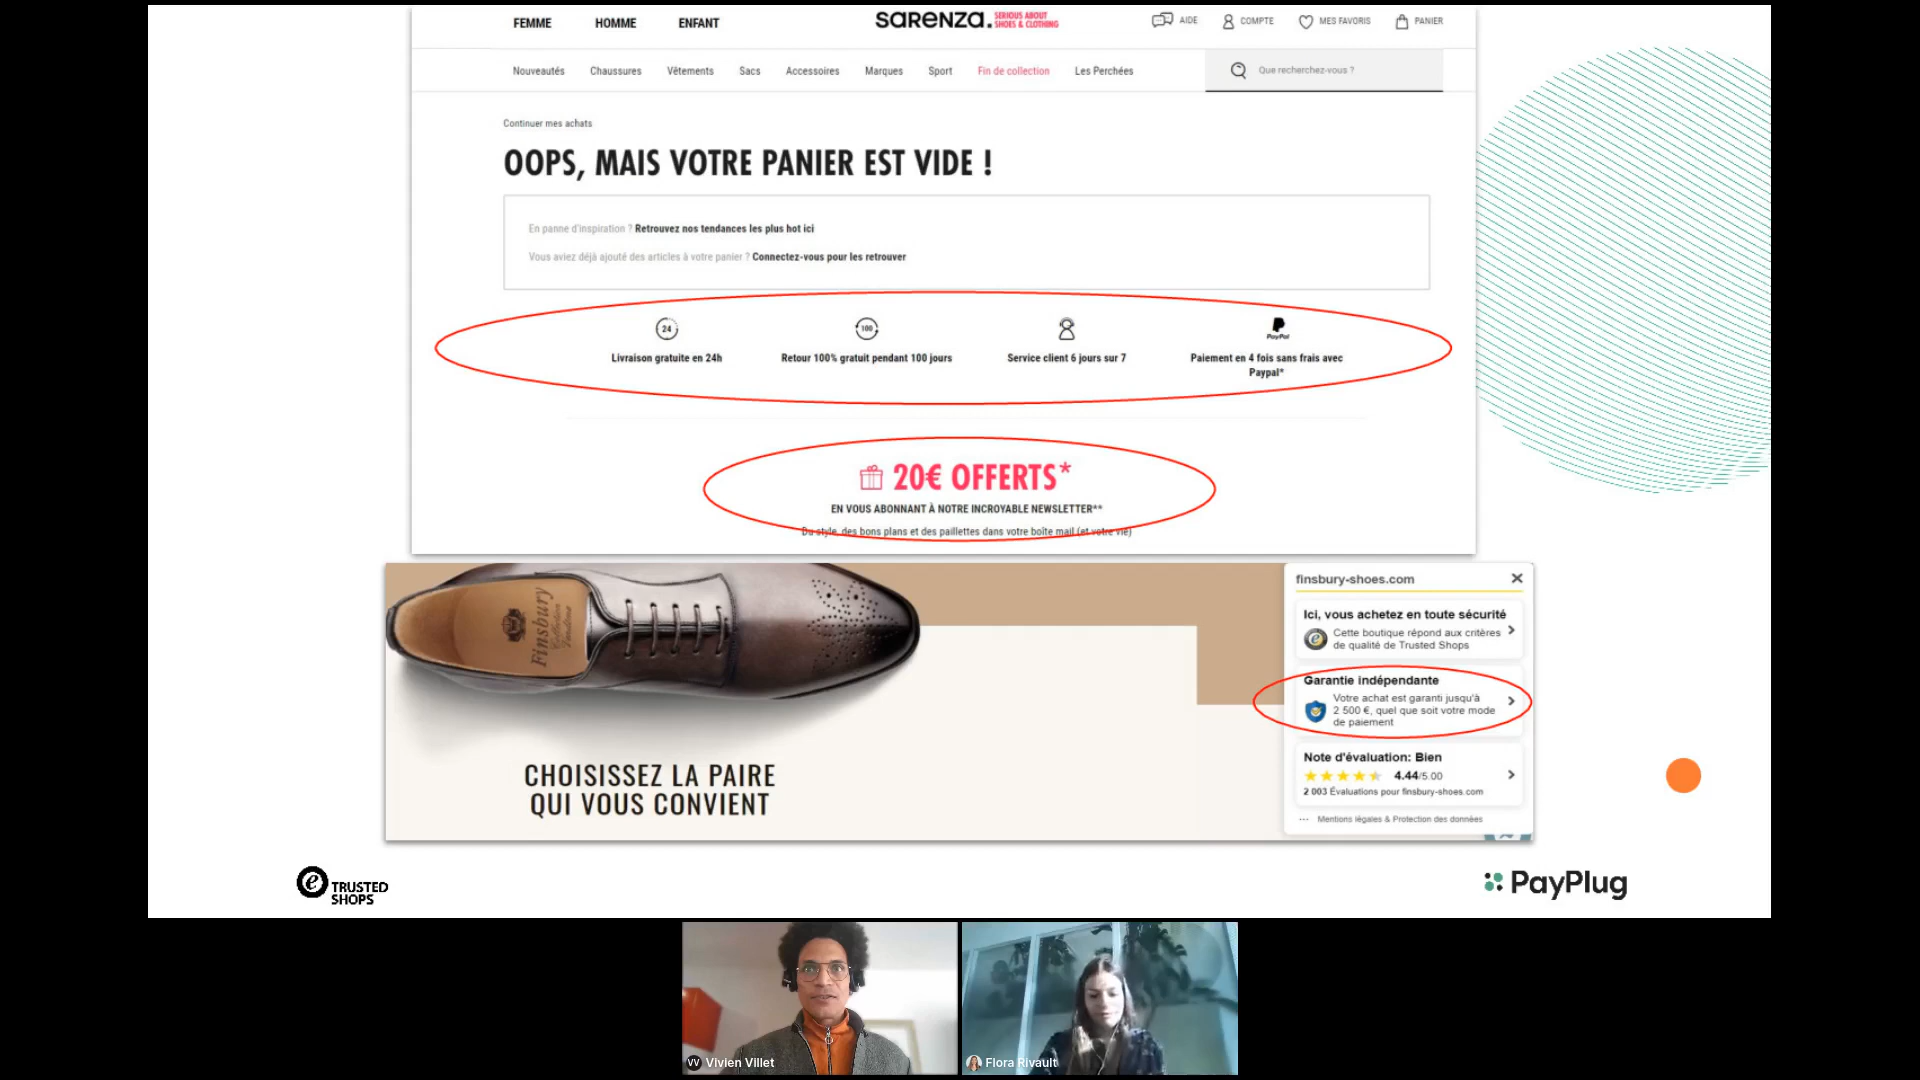 FEMME HOMME ENFANT
sarenza. SERIOUS ABOUT SHOES & CLOTHING
AIDE COMPTE MES FAVORIS PANIER
Nouveautés Chaussures Vêtements Sacs Accessoires Marques Sport Fin de collection Les Perchées
Que recherchez-vous ?
Continuer mes achats
OOPS, MAIS VOTRE PANIER EST VIDE !
En panne d'inspiration ? Retrouvez nos tendances les plus hot ici
Vous aviez déjà ajouté des articles à votre panier ? Connectez-vous pour les retrouver
24
100
PayPal
Livraison gratuite en 24h
Retour 100% gratuit pendant 100 jours
Service client 6 jours sur 7
Paiement en 4 fois sans frais avec
Paypal*
20€ OFFERTS*
EN VOUS ABONNANT À NOTRE INCROYABLE NEWSLETTER**
Du style, des bons plans et des paillettes dans votre boîte mail (et votre vie)
Finsbury
CHOISISSEZ LA PAIRE
QUI VOUS CONVIENT
finsbury-shoes.com
Ici, vous achetez en toute sécurité
Cette boutique répond aux critères
de qualité de Trusted Shops
Garantie indépendante
Votre achat est garanti jusqu'à
2 500 €, quel que soit votre mode
de paiement
Note d'évaluation: Bien
4.44/5.00
2 003 Évaluations pour finsbury-shoes.com
Mentions légales & Protection des données
e TRUSTED
SHOPS
PayPlug
VV Vivien Villet
Flora Rivault